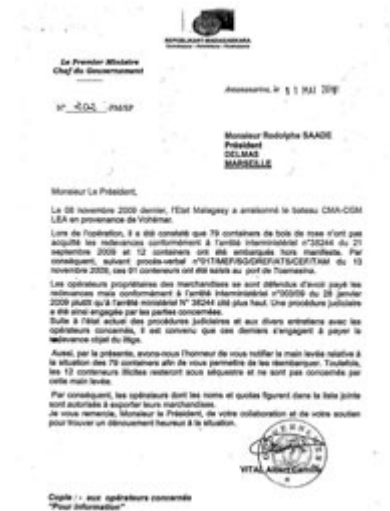 REPOBLIKAN'I MADAGASIKARA
Le Premier Ministre
Chef du Gouvernement
Antananarivo, le
N°
Monsieur Rodolphe SAADE
Président
DELMAS
MARSEILLE
Monsieur Le Président,
Le 08 novembre 2009 dernier, l'Etat Malagasy a arraisonné le bateau CMA-CGM
LEA en provenance de Vohémar.
Lors de l'opération, il a été constaté que 79 containers de bois de rose n'ont pas
acquitté les redevances conformément à l'arrêté interministériel n°38244 du 21
septembre 2009 et 12 containers ont été embarqués hors manifeste. Par
conséquent, suivant procès-verbal n°017/MEF/SG/DREF/ATS/CEF/TAM du 13
novembre 2009, ces 91 conteneurs ont été saisis au port de Toamasina.
Les opérateurs propriétaires des marchandises se sont défendus d'avoir payé les
redevances mais conformément à l'arrêté interministériel n°003/09 du 28 janvier
2009 plutôt qu'à l'arrêté ministériel N° 38244 cité plus haut. Une procédure judiciaire
a été ainsi engagée par les parties concernées.
Suite à l'état actuel des procédures judiciaires et aux divers entretiens avec les
opérateurs concernés, il est convenu que ces derniers s'engagent à payer la
redevance objet du litige.
Aussi, par la présente, avons-nous l'honneur de vous notifier la main levée relative à
la situation des 79 containers afin de vous permettre de les réembarquer. Toutefois,
les 12 conteneurs illicites resteront sous séquestre et ne sont pas concernés par
cette main levée.
Par conséquent, les opérateurs dont les noms et quotas figurent dans la liste jointe
sont autorisés à exporter leurs marchandises.
Je vous remercie, Monsieur le Président, de votre collaboration et de votre soutien
pour trouver un dénouement heureux à la situation.
VITAL Albert Camille
Copie : - aux opérateurs concernés
"Pour information"